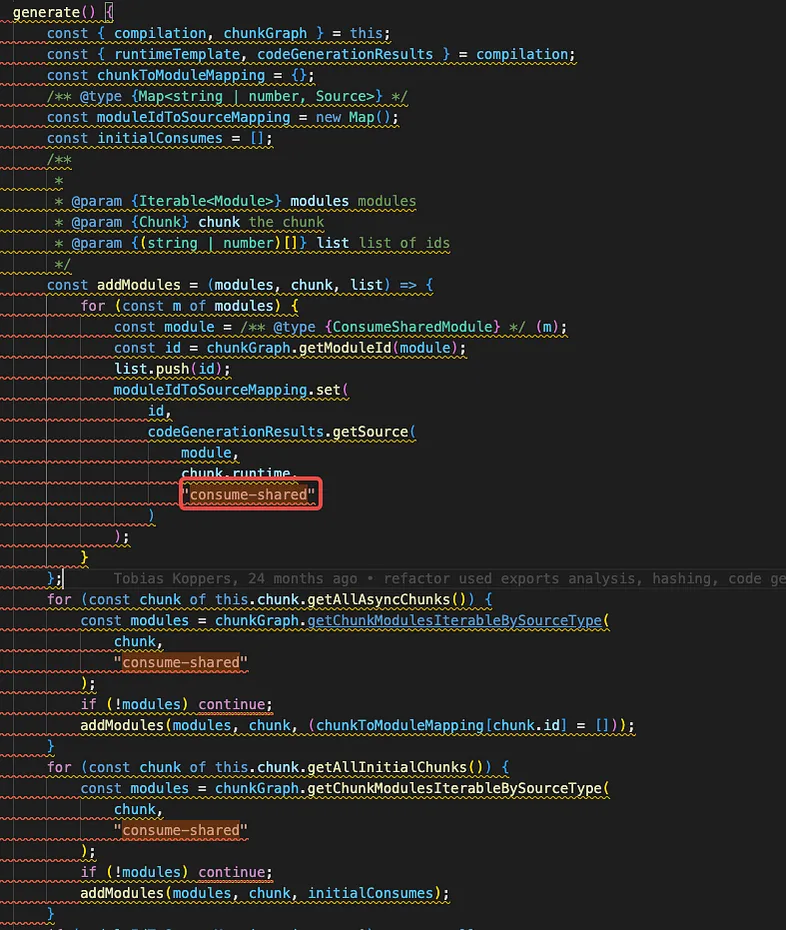 generate() {
const { compilation, chunkGraph } = this;
const { runtimeTemplate, codeGenerationResults } = compilation;
const chunkToModuleMapping = {};
/** @type {Map<string | number, Source>} */
const moduleIdToSourceMapping = new Map();
const initialConsumes = [];
/**
*
* @param {Iterable<Module>} modules modules
* @param {Chunk} chunk the chunk
* @param {(string | number)[]} list list of ids
*/
const addModules = (modules, chunk, list) => {
for (const m of modules) {
const module = /** @type {ConsumeSharedModule} */ (m);
const id = chunkGraph.getModuleId(module);
list.push(id);
moduleIdToSourceMapping.set(
id,
codeGenerationResults.getSource(
module,
chunk.runtime,
"consume-shared"
)
);
}
}; Tobias Koppers, 24 months ago • refactor used exports analysis, hashing, code ge
for (const chunk of this.chunk.getAllAsyncChunks()) {
const modules = chunkGraph.getChunkModulesIterableBySourceType(
chunk,
"consume-shared"
);
if (!modules) continue;
addModules(modules, chunk, (chunkToModuleMapping[chunk.id] = []));
}
for (const chunk of this.chunk.getAllInitialChunks()) {
const modules = chunkGraph.getChunkModulesIterableBySourceType(
chunk,
"consume-shared"
);
if (!modules) continue;
addModules(modules, chunk, initialConsumes);
}